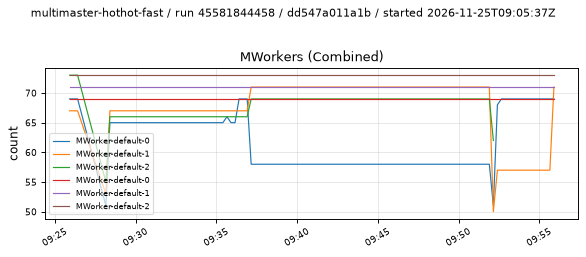 multimaster-hothot-fast / run 45581844458 / dd547a011a1b / started 2026-11-25T09:05:37Z
MWorkers (Combined)
count
70
65
60
55
50
MWorker-default-0
MWorker-default-1
MWorker-default-2
MWorker-default-0
MWorker-default-1
MWorker-default-2
09:25
09:30
09:35
09:40
09:45
09:50
09:55